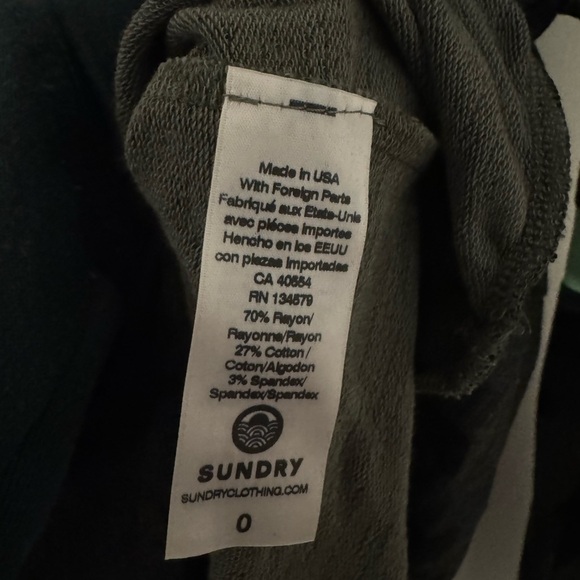 Made in USA
With Foreign Parts
Fabriqué aux Etats-Unis
avec pièces importes
Hencho en los EEUU
con piazas importadas
CA 40554
RN 134579
70% Rayon/
Rayonne/Rayon
27% Cotton/
Coton/Algodon
3% Spandex/
Spandex/Spandex
SUNDRY
SUNDRYCLOTHING.COM
0